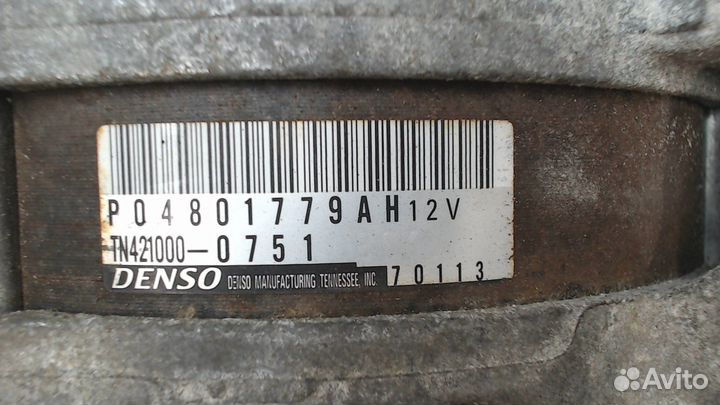 P04801779AH12V
TN421000-0751
DENSO DENSO MANUFACTURING TENNESSEE, INC. 70113
Avito